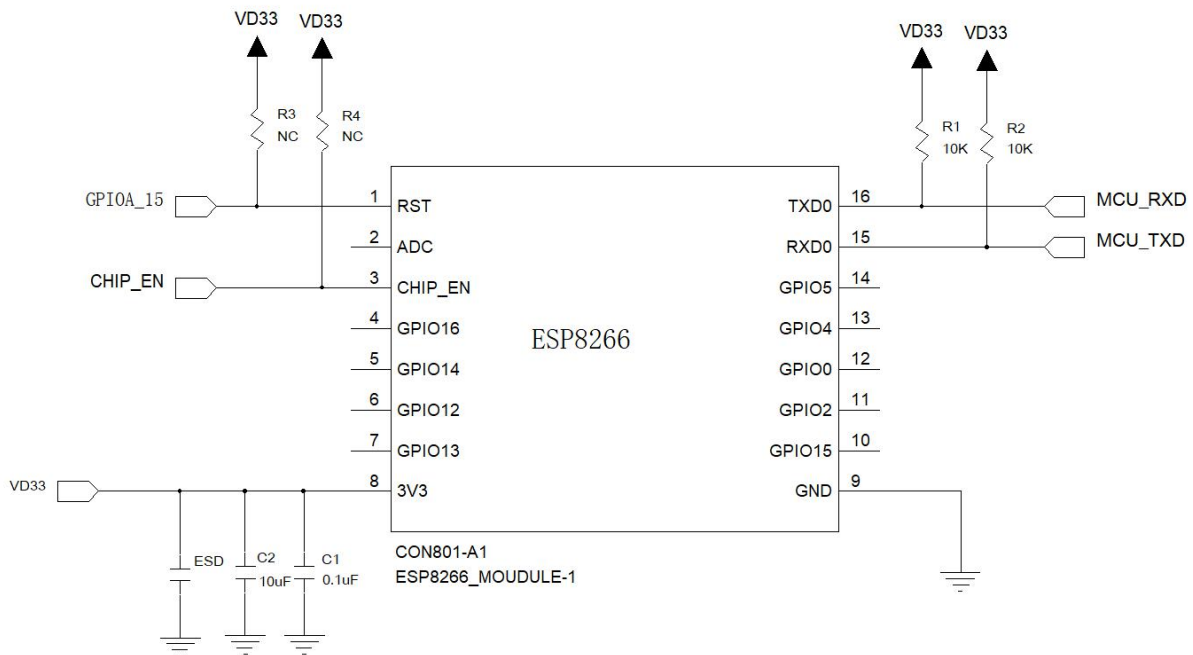 VD33
VD33
VD33
VD33
R3
NC
R4
NC
R1
10K
R2
10K
GPIOA_15
1
RST
TXD0
16
MCU_RXD
2
ADC
RXD0
15
MCU_TXD
CHIP_EN
3
CHIP_EN
GPIO5
14
4
GPIO16
ESP8266
GPIO4
13
5
GPIO14
GPIO0
12
6
GPIO12
GPIO2
11
7
GPIO13
GPIO15
10
VD33
8
3V3
GND
9
ESD
C2
10uF
C1
0.1uF
CON801-A1
ESP8266_MOUDULE-1